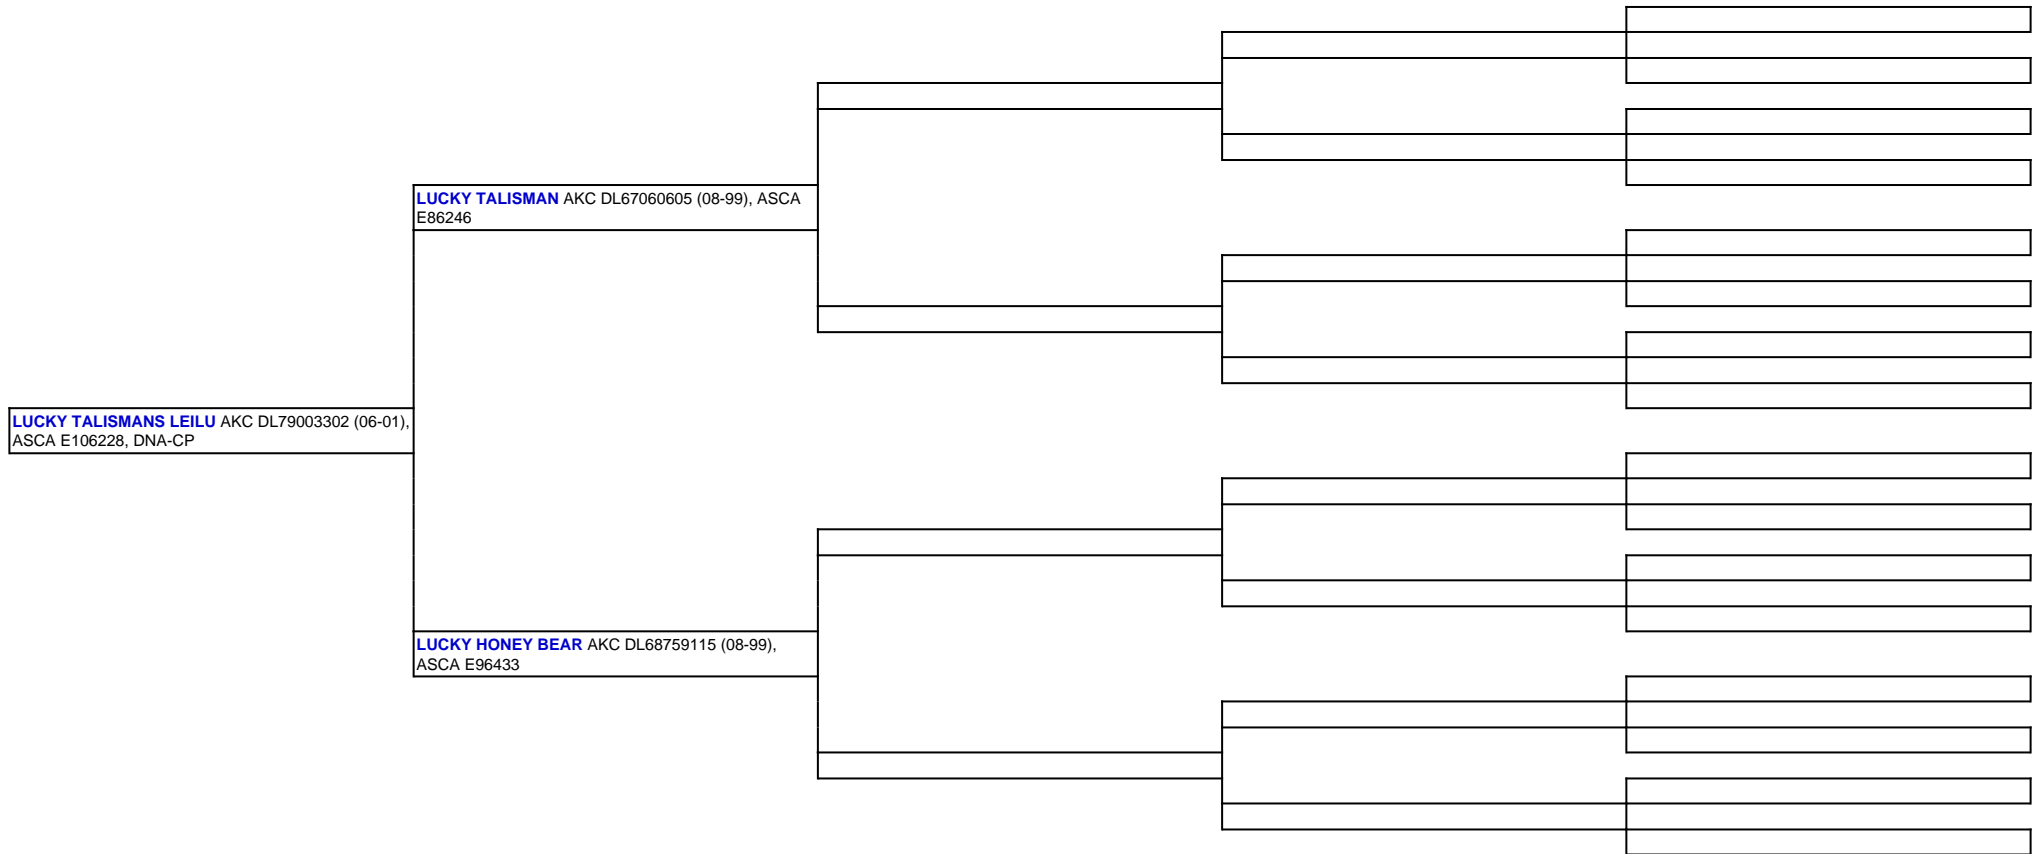 LUCKY TALISMAN AKC DL67060605 (08-99), ASCA
E86246
LUCKY TALISMANS LEILU AKC DL79003302 (06-01),
ASCA E106228, DNA-CP
LUCKY HONEY BEAR AKC DL68759115 (08-99),
ASCA E96433